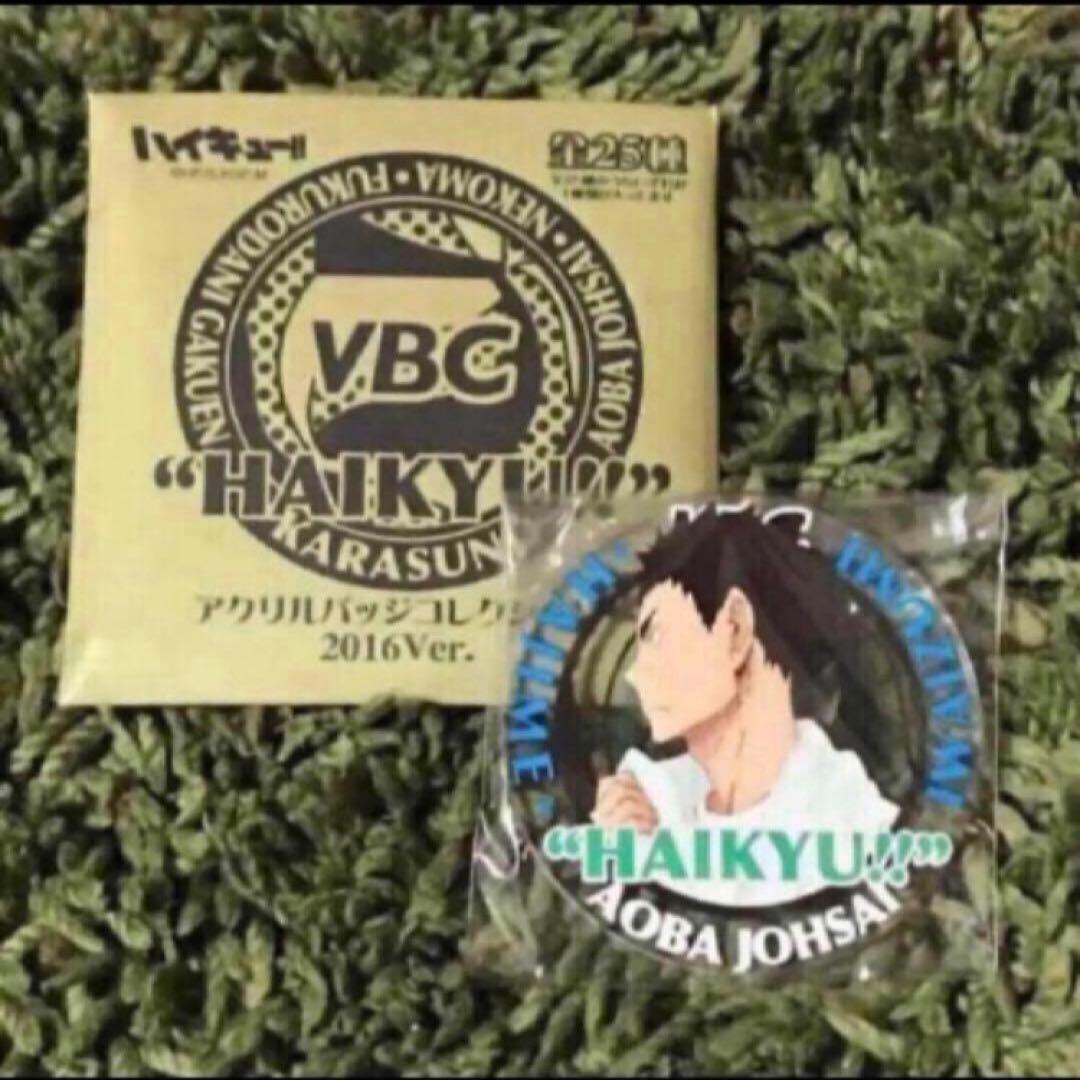 ハイキュー!!
全25種
FUKURODANI GAKUEN・NEKOMA・AOBA JOHSAI
VBC
“HAIKYU!!”
KARASUN
アクリルバッジコレク
2016Ver.
HAJIME
IWAIZUMI
“HAIKYU!!”
AOBA JOHSAI